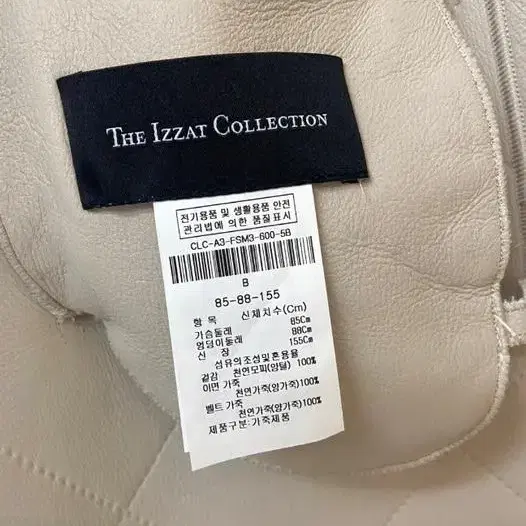 THE IZZAT COLLECTION
전기용품 및 생활용품 안전
관리법에 의한 품질표시
CLC-A3-FSM3-600-5B
B
85-88-155
항 목 신체치수(Cm)
가슴둘레 85Cm
엉덩이둘레 88Cm
신 장 155Cm
섬유의조성및혼용율
겉감 천연모피(양털) 100%
이면 가죽
천연가죽(양가죽)100%
벨트 가죽
천연가죽(양가죽)100%
제품구분:가죽제품